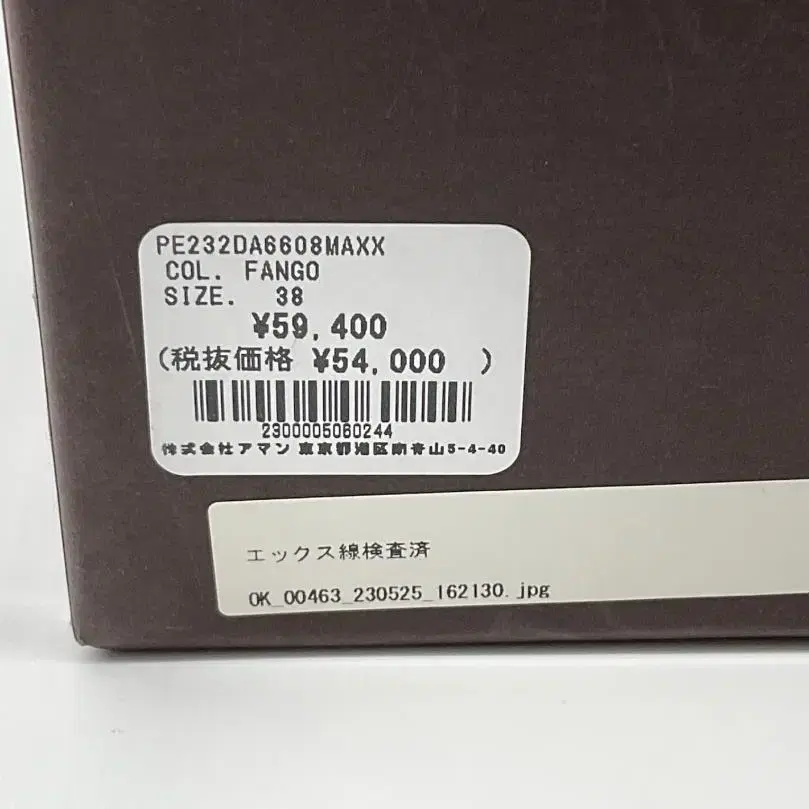 PE232DA6608MAXX
COL. FANGO
SIZE. 38
¥59,400
(税抜価格 ¥54,000 )
2300005060244
株式会社アマン 東京都港区南青山5-4-40
エックス線検査済
OK_00463_230525_162130.jpg